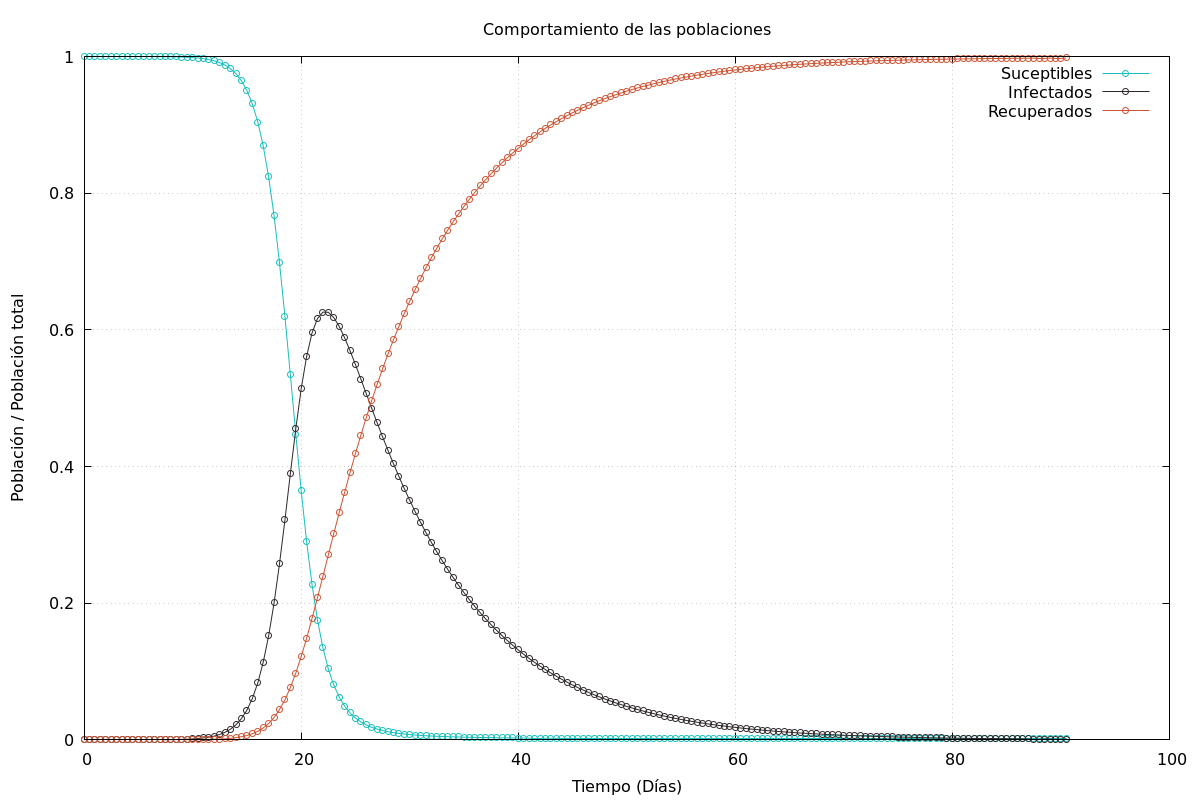 Comportamiento de las poblaciones
1
0.8
0.6
0.4
0.2
0
Población / Población total
Suceptibles
Infectados
Recuperados
0 20 40 60 80 100
Tiempo (Días)